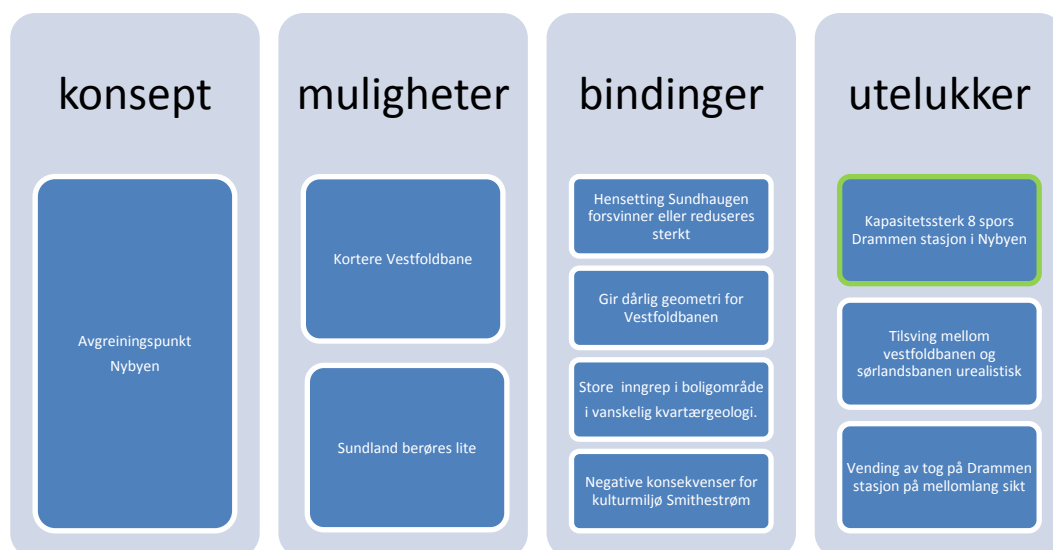 konsept
Avgreiningspunkt
Nybyen
muligheter
Kortere Vestfoldbane
Sundland berøres lite
bindinger
Hensetting Sundhaugen
forsvinner eller reduseres
sterkt
Gir dårlig geometri for
Vestfoldbanen
Store inngrep i boligområde
i vanskelig kvartærgeologi.
Negative konsekvenser for
kulturmiljø Smithestrøm
utelukker
Kapasitetssterk 8 spors
Drammen stasjon i Nybyen
Tilsving mellom
vestfoldbanen og
sørlandsbanen urealistisk
Vending av tog på Drammen
stasjon på mellomlang sikt